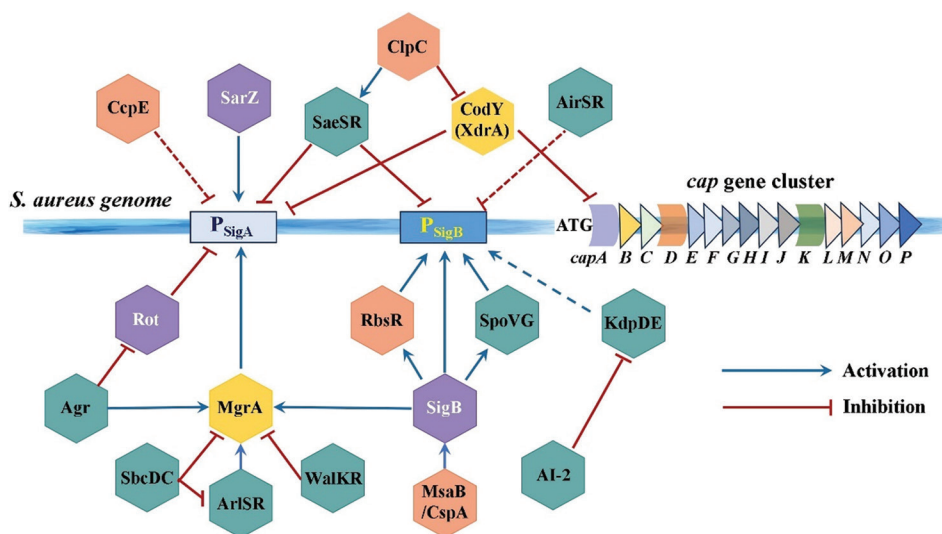 ClpC
CcpE
SarZ
SaeSR
CodY
(XdrA)
AirSR
S. aureus genome
cap gene cluster
PSigA
PSigB
ATG
capA B C D E F G H I J K L M N O P
Rot
RbsR
SpoVG
KdpDE
Activation
Agr
MgrA
SigB
Inhibition
SbcDC
ArlSR
WalKR
MsaB
/CspA
AI-2